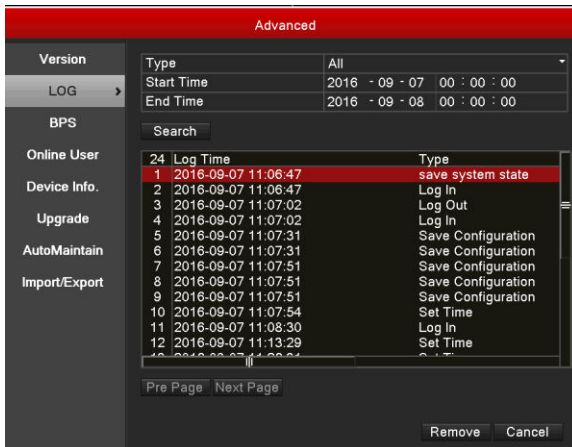 Advanced
Version
LOG
BPS
Online User
Device Info.
Upgrade
AutoMaintain
Import/Export
Type All
Start Time 2016 - 09 - 07 00 : 00 : 00
End Time 2016 - 09 - 08 00 : 00 : 00
Search
24 Log Time Type
1 2016-09-07 11:06:47 save system state
2 2016-09-07 11:06:47 Log In
3 2016-09-07 11:07:02 Log Out
4 2016-09-07 11:07:02 Log In
5 2016-09-07 11:07:31 Save Configuration
6 2016-09-07 11:07:31 Save Configuration
7 2016-09-07 11:07:51 Save Configuration
8 2016-09-07 11:07:51 Save Configuration
9 2016-09-07 11:07:51 Save Configuration
10 2016-09-07 11:07:54 Set Time
11 2016-09-07 11:08:30 Log In
12 2016-09-07 11:13:29 Set Time
Pre Page Next Page
Remove Cancel